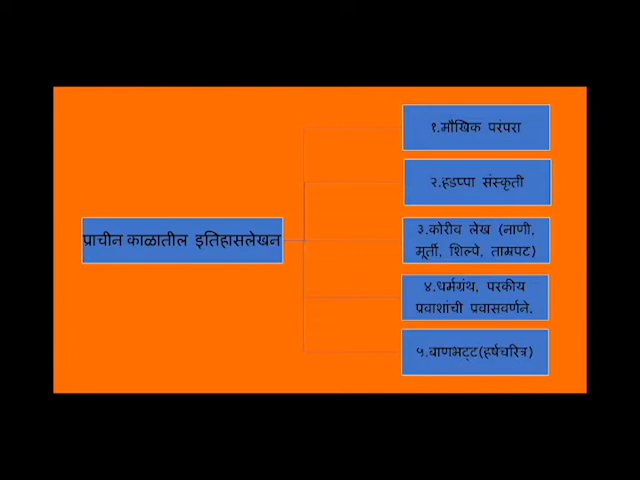 प्राचीन काळातील इतिहासलेखन
१.मौखिक परंपरा
२.हडप्पा संस्कृती
३.कोरीव लेख (नाणी,
मूर्ती, शिल्पे, ताम्रपट)
४.धर्मग्रंथ, परकीय
प्रवाशांची प्रवासवर्णने.
५.बाणभट्ट(हर्षचरित्र)